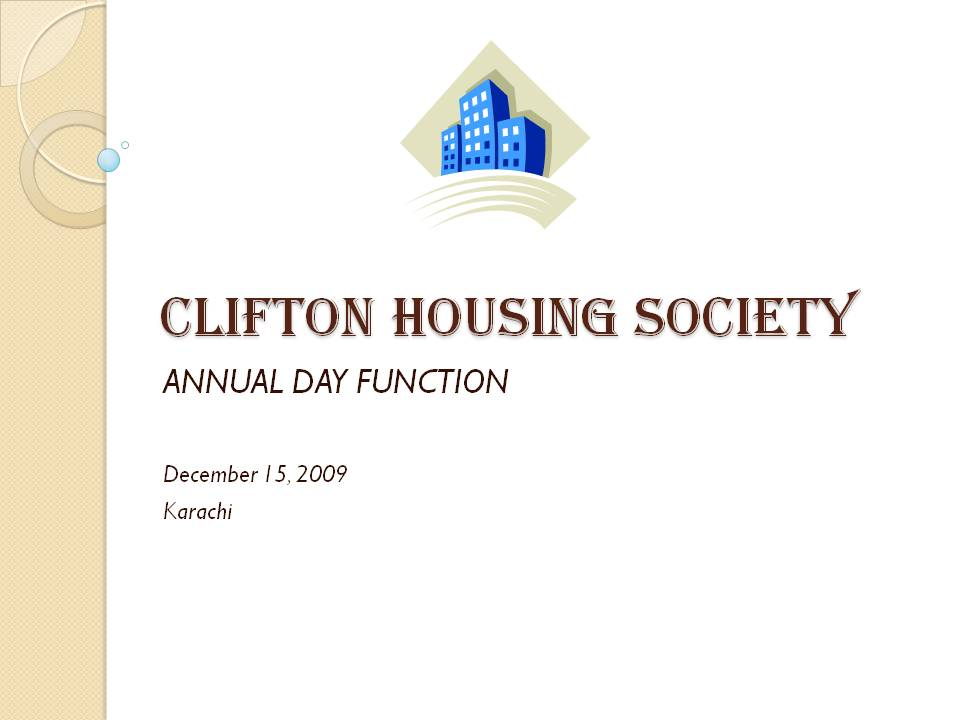 CLIFTON HOUSING SOCIETY
ANNUAL DAY FUNCTION
December 15, 2009
Karachi